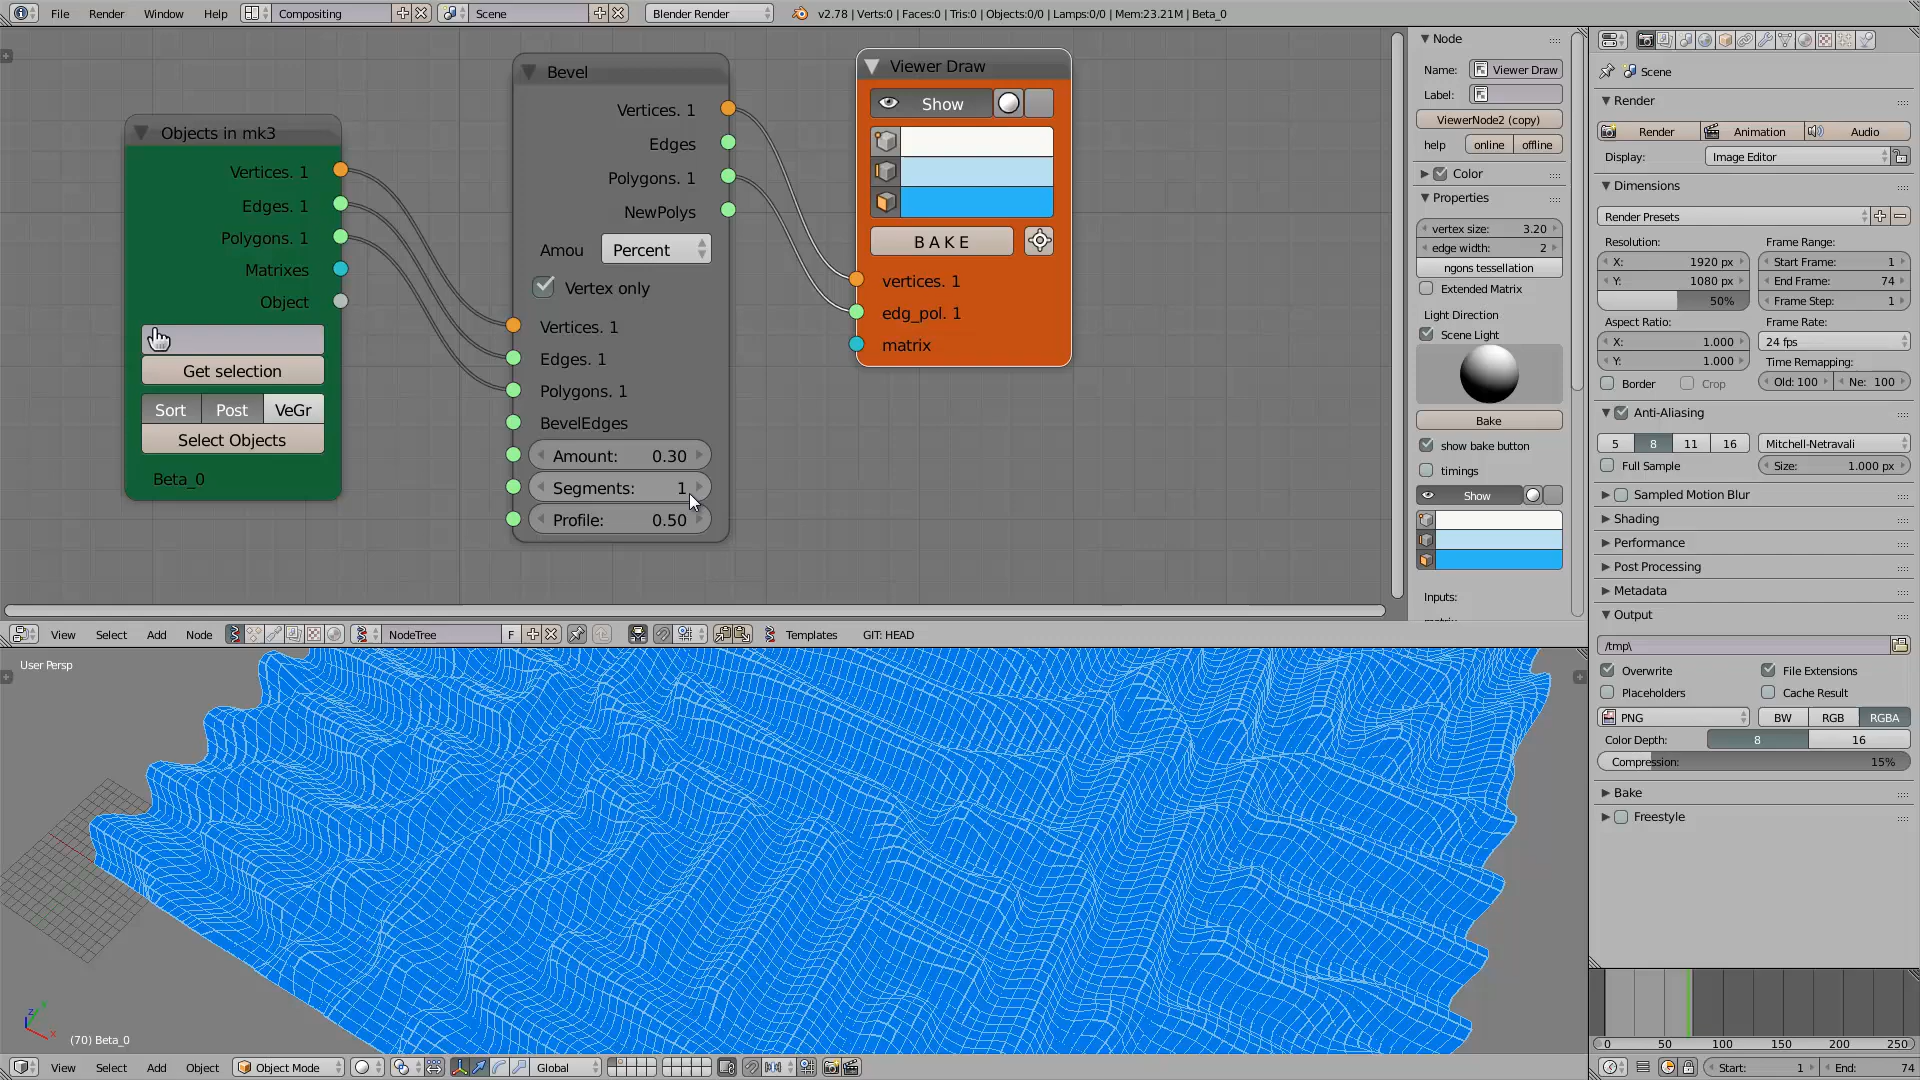 File Render Window Help Compositing Scene Blender Render v2.78 | Verts:0 | Faces:0 | Tris:0 | Objects:0/0 | Lamps:0/0 | Mem:23.21M | Beta_0
Objects in mk3
Vertices. 1
Edges. 1
Polygons. 1
Matrixes
Object
Get selection
Sort Post VeGr
Select Objects
Beta_0
Bevel
Vertices. 1
Edges
Polygons. 1
NewPolys
Amou Percent
Vertex only
Vertices. 1
Edges. 1
Polygons. 1
BevelEdges
Amount: 0.30
Segments: 1
Profile: 0.50
Viewer Draw
Show
BAKE
vertices. 1
edg_pol. 1
matrix
Node
Name: Viewer Draw
Label:
ViewerNode2 (copy)
help online offline
Color
Properties
vertex size: 3.20
edge width: 2
ngons tessellation
Extended Matrix
Light Direction
Scene Light
Bake
show bake button
timings
Show
Inputs:
Scene
Render
Render Animation Audio
Display: Image Editor
Dimensions
Render Presets
Resolution: Frame Range:
X: 1920 px Start Frame: 1
Y: 1080 px End Frame: 74
50% Frame Step: 1
Aspect Ratio: Frame Rate:
X: 1.000 24 fps
Y: 1.000 Time Remapping:
Border Crop Old: 100 Ne: 100
Anti-Aliasing
5 8 11 16 Mitchell-Netravali
Full Sample Size: 1.000 px
Sampled Motion Blur
Shading
Performance
Post Processing
Metadata
Output
/tmp\
Overwrite File Extensions
Placeholders Cache Result
PNG BW RGB RGBA
Color Depth: 8 16
Compression: 15%
Bake
Freestyle
View Select Add Node NodeTree F Templates GIT: HEAD
User Persp
z
x
(70) Beta_0
0 50 100 150 200 250
View Select Add Object Object Mode Global Start: 1 End: 74